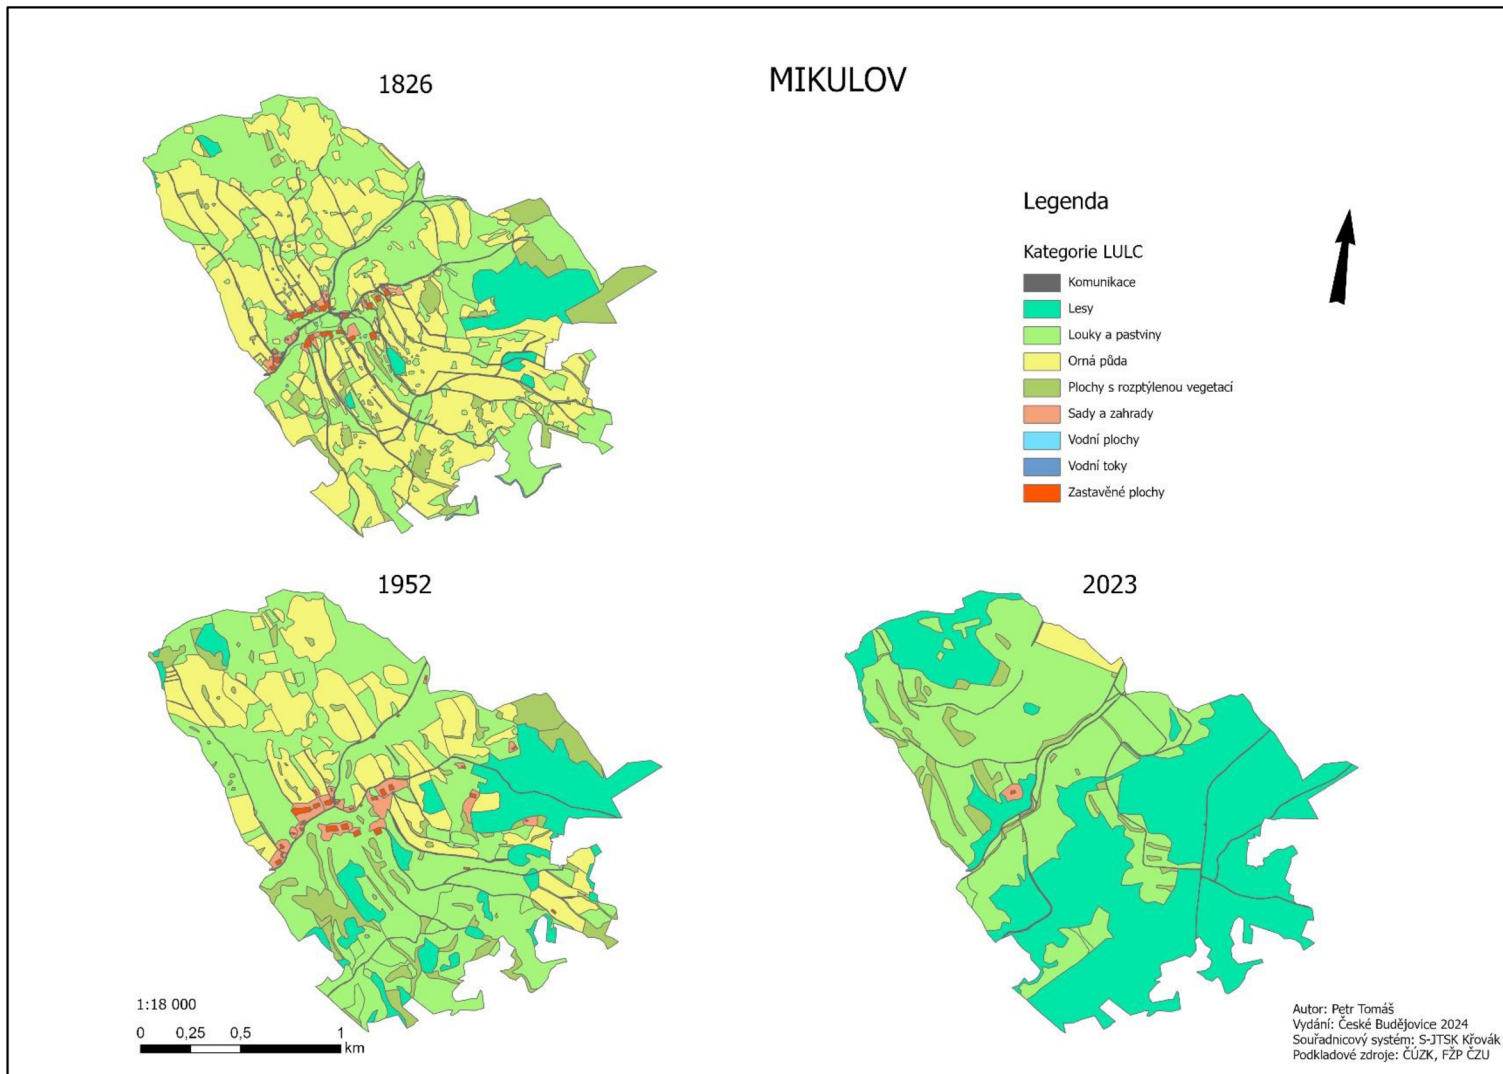 MIKULOV
1826
Legenda
Kategorie LULC
Komunikace
Lesy
Louky a pastviny
Orná půda
Plochy s rozptýlenou vegetací
Sady a zahrady
Vodní plochy
Vodní toky
Zastavěné plochy
1952
2023
1:18 000
0 0,25 0,5 1
km
Autor: Petr Tomáš
Vydání: České Budějovice 2024
Souřadnicový systém: S-JTSK Křovák
Podkladové zdroje: ČÚZK, FŽP ČZU